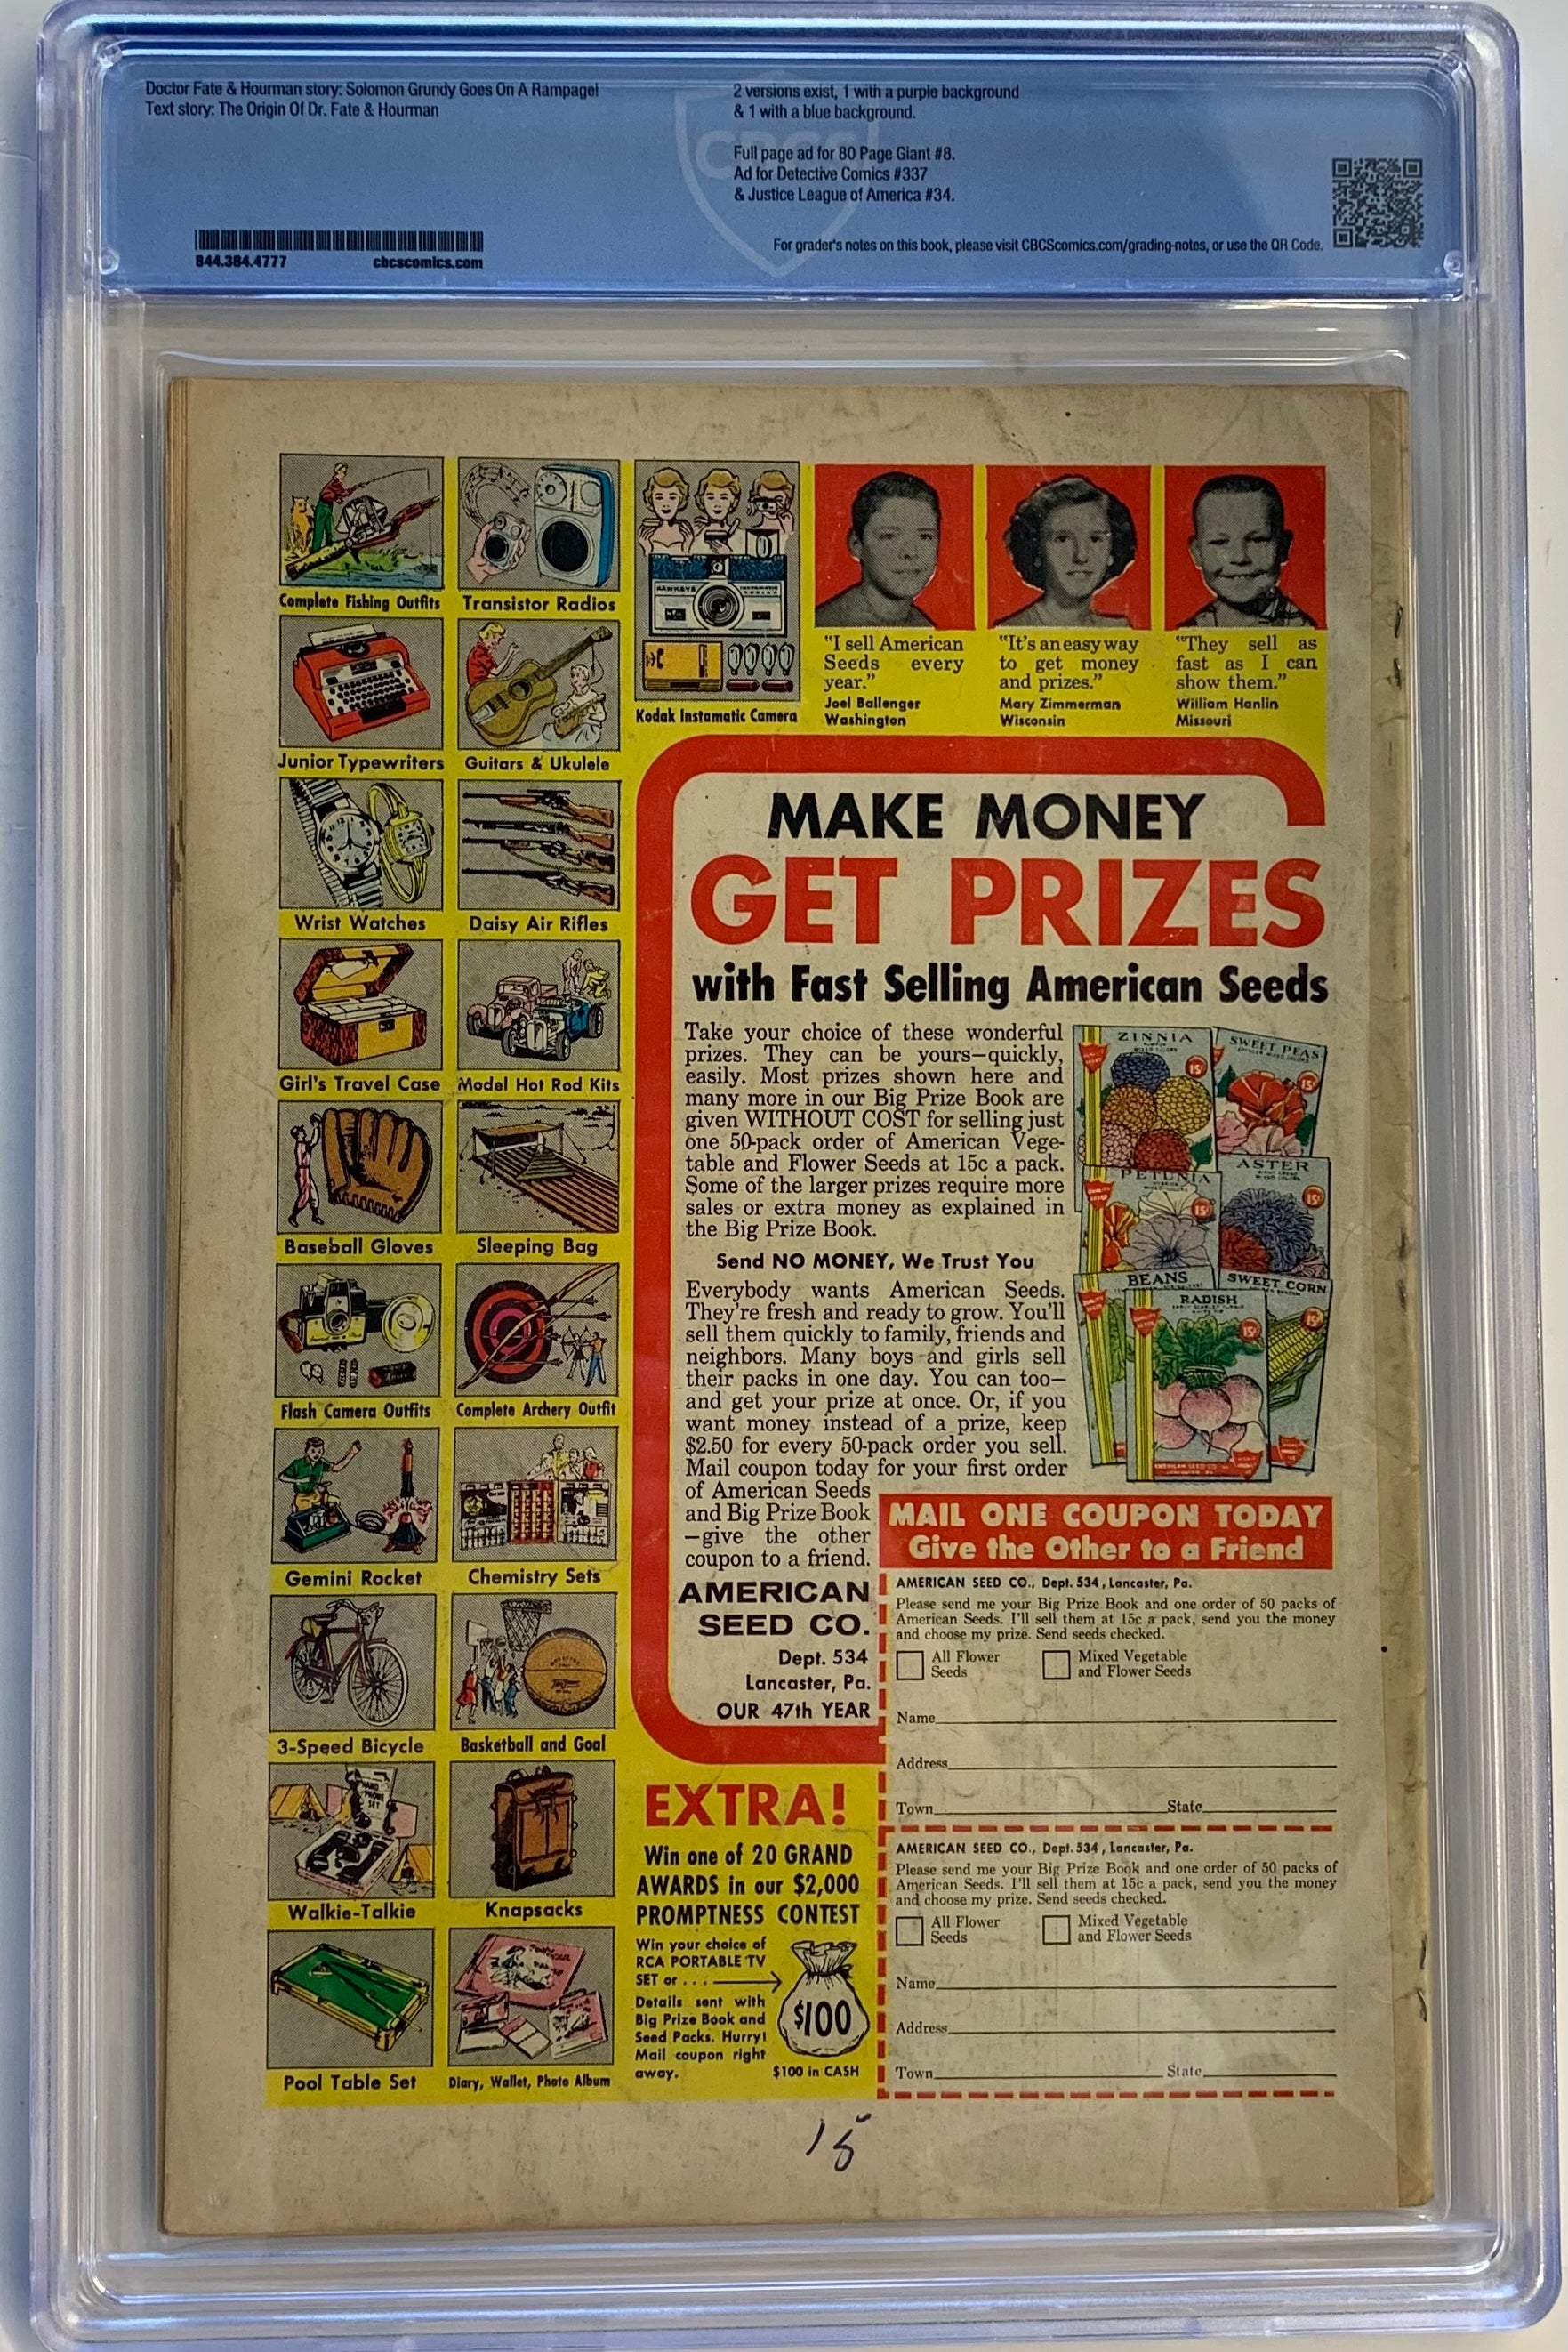 Doctor Fate & Hourman story: Solomon Grundy Goes On A Rampage!
Text story: The Origin Of Dr. Fate & Hourman
2 versions exist, 1 with a purple background
& 1 with a blue background.
Full page ad for 80 Page Giant #8.
Ad for Detective Comics #337
& Justice League of America #34.
CBCS
844.384.4777
cbcscomics.com
For grader's notes on this book, please visit CBCScomics.com/grading-notes, or use the QR Code.
Complete Fishing Outfits
Transistor Radios
Junior Typewriters
Guitars & Ukulele
Wrist Watches
Daisy Air Rifles
Girl's Travel Case
Model Hot Rod Kits
Baseball Gloves
Sleeping Bag
Flash Camera Outfits
Complete Archery Outfit
Gemini Rocket
Chemistry Sets
3-Speed Bicycle
Basketball and Goal
Walkie-Talkie
Knapsacks
Pool Table Set
Diary, Wallet, Photo Album
HAWKEYE
Kodak Instamatic Camera
"I sell American
Seeds every
year."
Joel Ballenger
Washington
"It's an easy way
to get money
and prizes."
Mary Zimmerman
Wisconsin
"They sell as
fast as I can
show them."
William Hanlin
Missouri
MAKE MONEY
GET PRIZES
with Fast Selling American Seeds
Take your choice of these wonderful
prizes. They can be yours—quickly,
easily. Most prizes shown here and
many more in our Big Prize Book are
given WITHOUT COST for selling just
one 50-pack order of American Vege-
table and Flower Seeds at 15c a pack.
Some of the larger prizes require more
sales or extra money as explained in
the Big Prize Book.
Send NO MONEY, We Trust You
Everybody wants American Seeds.
They're fresh and ready to grow. You'll
sell them quickly to family, friends and
neighbors. Many boys and girls sell
their packs in one day. You can too—
and get your prize at once. Or, if you
want money instead of a prize, keep
$2.50 for every 50-pack order you sell.
Mail coupon today for your first order
of American Seeds
and Big Prize Book
—give the other
coupon to a friend.
AMERICAN
SEED CO.
Dept. 534
Lancaster, Pa.
OUR 47th YEAR
ZINNIA
15¢
SWEET PEAS
15¢
PETUNIA
15¢
ASTER
15¢
BEANS
SWEET CORN
15¢
RADISH
15¢
MAIL ONE COUPON TODAY
Give the Other to a Friend
AMERICAN SEED CO., Dept. 534, Lancaster, Pa.
Please send me your Big Prize Book and one order of 50 packs of
American Seeds. I'll sell them at 15c a pack, send you the money
and choose my prize. Send seeds checked.
All Flower
Seeds
Mixed Vegetable
and Flower Seeds
Name
Address
Town State
AMERICAN SEED CO., Dept. 534, Lancaster, Pa.
Please send me your Big Prize Book and one order of 50 packs of
American Seeds. I'll sell them at 15c a pack, send you the money
and choose my prize. Send seeds checked.
All Flower
Seeds
Mixed Vegetable
and Flower Seeds
Name
Address
Town State
EXTRA!
Win one of 20 GRAND
AWARDS in our $2,000
PROMPTNESS CONTEST
Win your choice of
RCA PORTABLE TV
SET or . . .
Details sent with
Big Prize Book and
Seed Packs. Hurry!
Mail coupon right
away.
$100
$100 in CASH